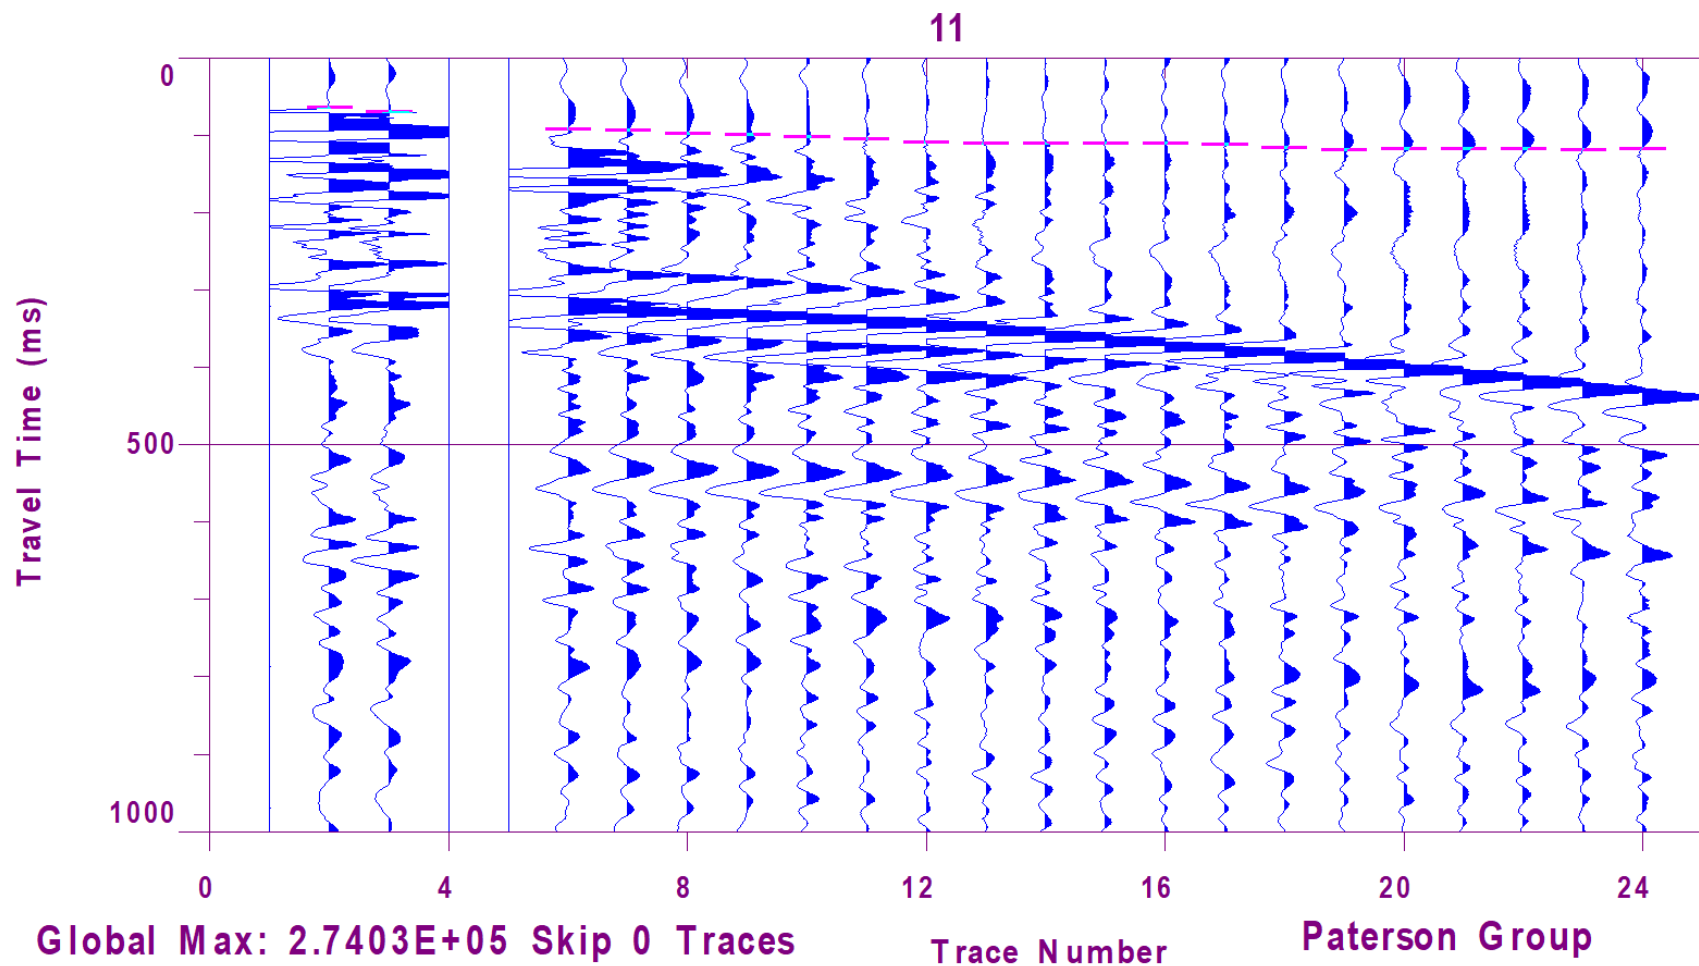 11
0
500
1000
Travel Time (ms)
0 4 8 12 16 20 24
Global Max: 2.7403E+05 Skip 0 Traces
Trace Number
Paterson Group